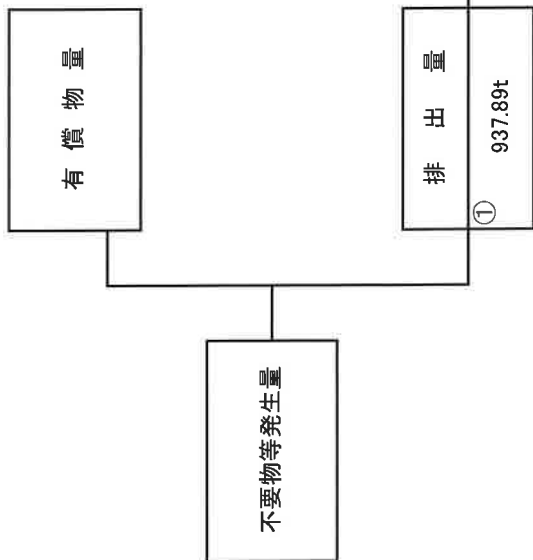 有償物量
不要物等発生量
排出量
①
937.89t